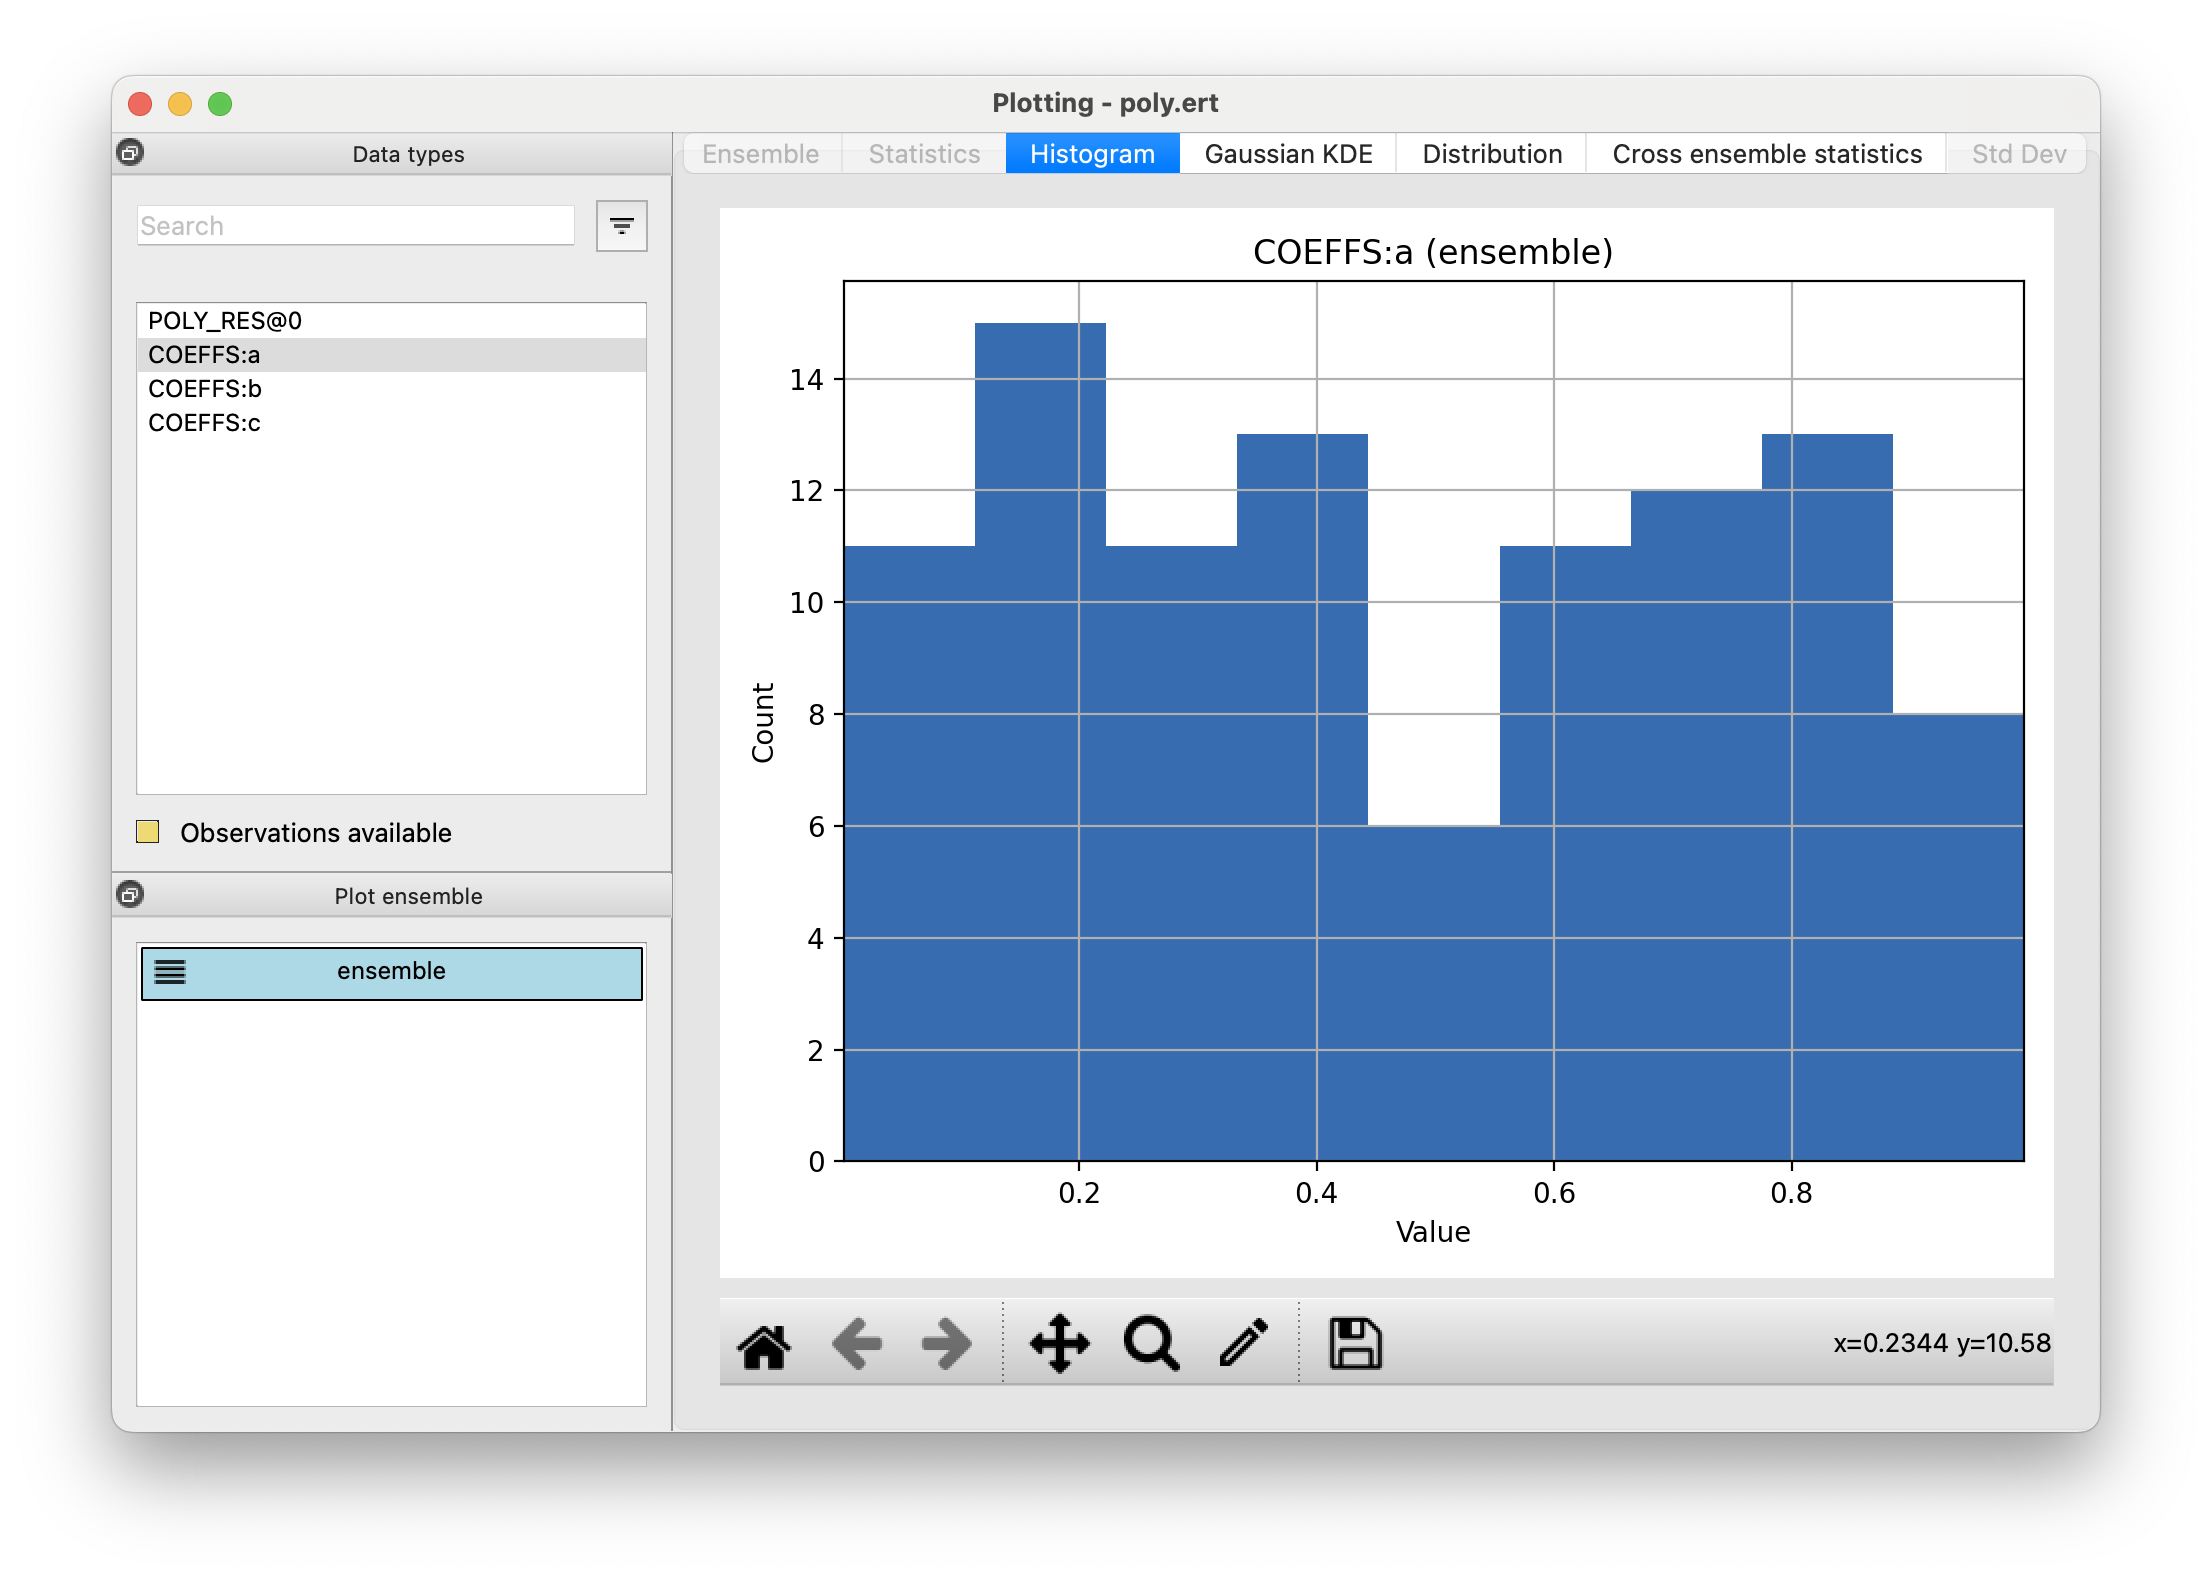 Plotting - poly.ert
Data types
Search
POLY_RES@0
COEFFS:a
COEFFS:b
COEFFS:c
Observations available
Plot ensemble
ensemble
Ensemble Statistics Histogram Gaussian KDE Distribution Cross ensemble statistics Std Dev
COEFFS:a (ensemble)
14
12
10
8
6
4
2
0
Count
0.2 0.4 0.6 0.8
Value
x=0.2344 y=10.58